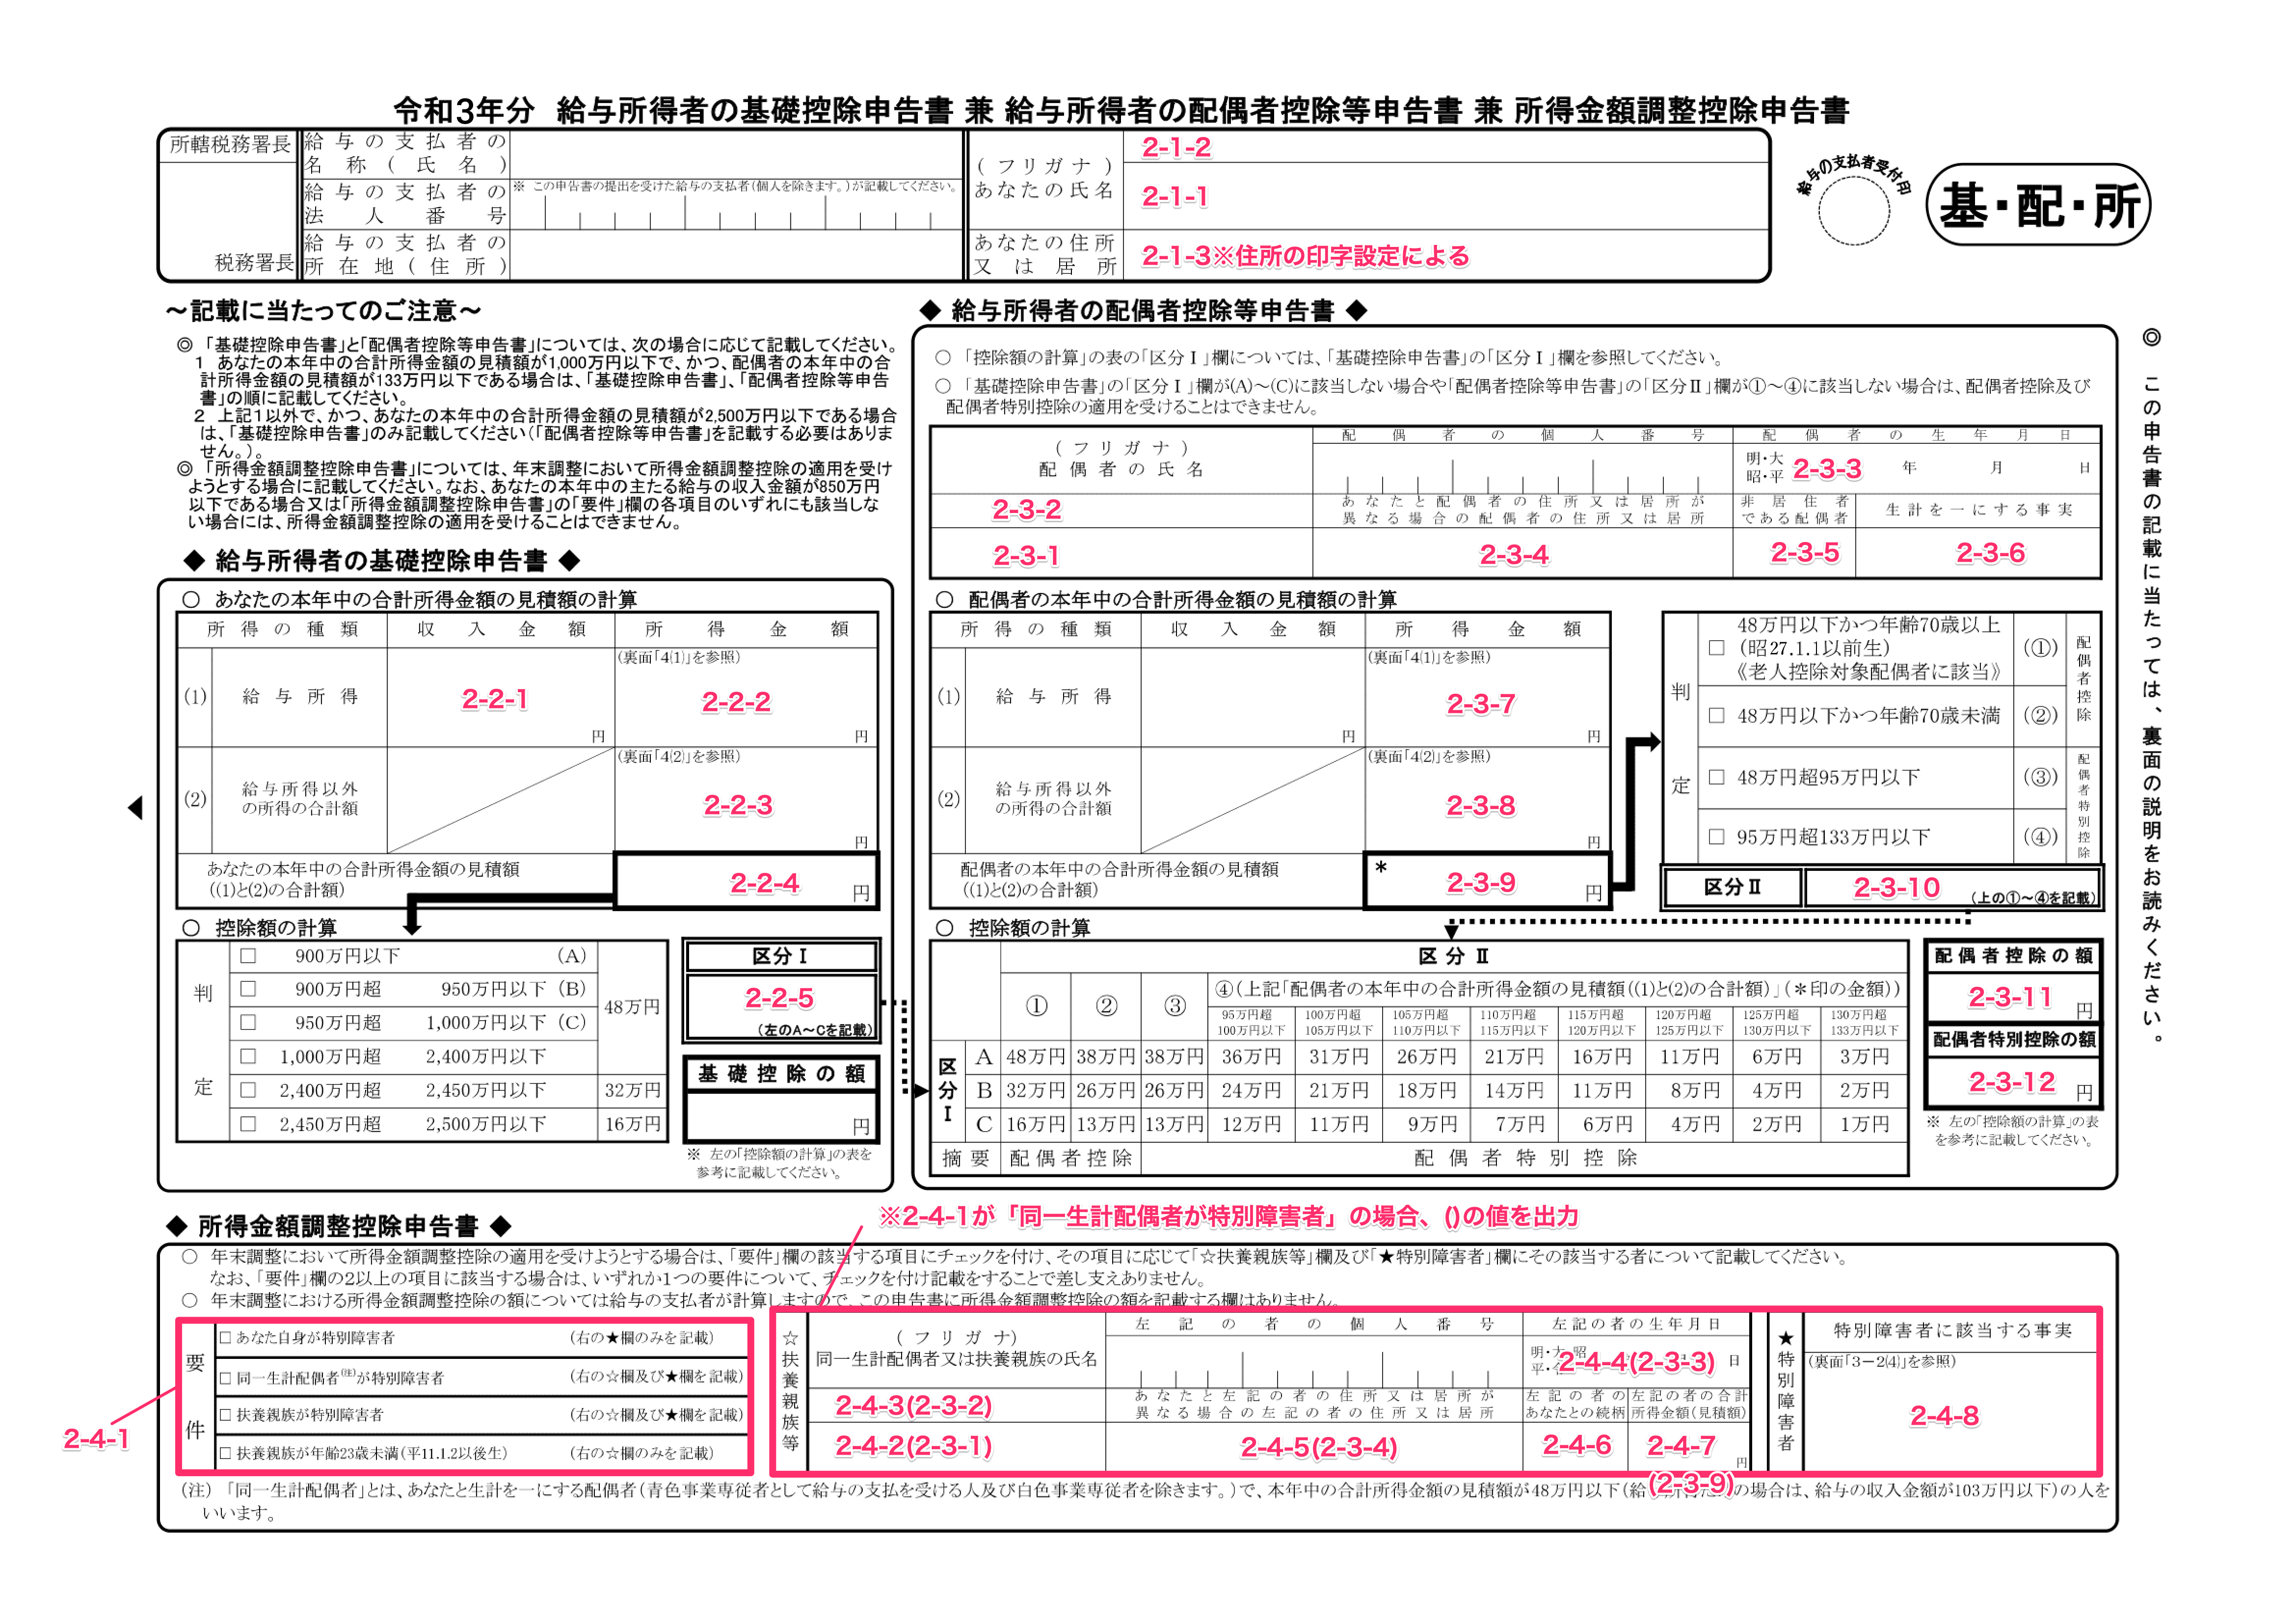 令和3年分 給与所得者の基礎控除申告書 兼 給与所得者の配偶者控除等申告書 兼 所得金額調整控除申告書
所轄税務署長
税務署長
給与の支払者の
名称（氏名）
給与の支払者の
法人番号
※ この申告書の提出を受けた給与の支払者(個人を除きます。)が記載してください。
給与の支払者の
所在地（住所）
（フリガナ）
あなたの氏名
2-1-2
2-1-1
あなたの住所
又は居所
2-1-3※住所の印字設定による
給与の支払者受付印
基・配・所
～記載に当たってのご注意～
◎「基礎控除申告書」と「配偶者控除等申告書」については、次の場合に応じて記載してください。
1 あなたの本年中の合計所得金額の見積額が1,000万円以下で、かつ、配偶者の本年中の合
計所得金額の見積額が133万円以下である場合は、「基礎控除申告書」、「配偶者控除等申告
書」の順に記載してください。
2 上記1以外で、かつ、あなたの本年中の合計所得金額の見積額が2,500万円以下である場合
は、「基礎控除申告書」のみ記載してください(「配偶者控除等申告書」を記載する必要はありま
せん。)。
◎「所得金額調整控除申告書」については、年末調整において所得金額調整控除の適用を受け
ようとする場合に記載してください。なお、あなたの本年中の主たる給与の収入金額が850万円
以下である場合又は「所得金額調整控除申告書」の「要件」欄の各項目のいずれにも該当しな
い場合には、所得金額調整控除の適用を受けることはできません。
◆ 給与所得者の基礎控除申告書 ◆
○ あなたの本年中の合計所得金額の見積額の計算
所得の種類 収入金額 所得金額
(1) 給与所得 2-2-1 円 (裏面「4(1)」を参照) 2-2-2 円
(2) 給与所得以外
の所得の合計額 (裏面「4(2)」を参照) 2-2-3 円
あなたの本年中の合計所得金額の見積額
((1)と(2)の合計額)
2-2-4 円
○ 控除額の計算
判定
□ 900万円以下 (A)
□ 900万円超 950万円以下 (B)
□ 950万円超 1,000万円以下 (C)
□ 1,000万円超 2,400万円以下
48万円
□ 2,400万円超 2,450万円以下 32万円
□ 2,450万円超 2,500万円以下 16万円
区分Ⅰ
2-2-5
(左のA～Cを記載)
基礎控除の額
円
※ 左の「控除額の計算」の表を
参考に記載してください。
◆ 給与所得者の配偶者控除等申告書 ◆
○ 「控除額の計算」の表の「区分Ⅰ」欄については、「基礎控除申告書」の「区分Ⅰ」欄を参照してください。
○ 「基礎控除申告書」の「区分Ⅰ」欄が(A)～(C)に該当しない場合や「配偶者控除等申告書」の「区分Ⅱ」欄が①～④に該当しない場合は、配偶者控除及び
配偶者特別控除の適用を受けることはできません。
（フリガナ）
配偶者の氏名
2-3-2
2-3-1
配偶者の個人番号
あなたと配偶者の住所又は居所が
異なる場合の配偶者の住所又は居所
2-3-4
配偶者の生年月日
明・大
昭・平 2-3-3 年 月 日
非居住者
である配偶者
2-3-5
生計を一にする事実
2-3-6
○ 配偶者の本年中の合計所得金額の見積額の計算
所得の種類 収入金額 所得金額
(1) 給与所得 円 (裏面「4(1)」を参照) 2-3-7 円
(2) 給与所得以外
の所得の合計額 (裏面「4(2)」を参照) 2-3-8 円
配偶者の本年中の合計所得金額の見積額
((1)と(2)の合計額)
* 2-3-9 円
判定
□ 48万円以下かつ年齢70歳以上
(昭27.1.1以前生)
《老人控除対象配偶者に該当》 (①)
□ 48万円以下かつ年齢70歳未満 (②)
配偶者控除
□ 48万円超95万円以下 (③)
□ 95万円超133万円以下 (④)
配偶者特別控除
区分Ⅱ 2-3-10 (上の①～④を記載)
○ 控除額の計算
区分Ⅱ
① ② ③ ④(上記「配偶者の本年中の合計所得金額の見積額((1)と(2)の合計額)」(＊印の金額))
95万円超 100万円超 105万円超 110万円超 115万円超 120万円超 125万円超 130万円超
100万円以下 105万円以下 110万円以下 115万円以下 120万円以下 125万円以下 130万円以下 133万円以下
区分Ⅰ
A 48万円 38万円 38万円 36万円 31万円 26万円 21万円 16万円 11万円 6万円 3万円
B 32万円 26万円 26万円 24万円 21万円 18万円 14万円 11万円 8万円 4万円 2万円
C 16万円 13万円 13万円 12万円 11万円 9万円 7万円 6万円 4万円 2万円 1万円
摘要 配偶者控除 配偶者特別控除
配偶者控除の額
2-3-11 円
配偶者特別控除の額
2-3-12 円
※ 左の「控除額の計算」の表
を参考に記載してください。
◎ この申告書の記載に当たっては、裏面の説明をお読みください。
◆ 所得金額調整控除申告書 ◆
※2-4-1が「同一生計配偶者が特別障害者」の場合、()の値を出力
○ 年末調整において所得金額調整控除の適用を受けようとする場合は、「要件」欄の該当する項目にチェックを付け、その項目に応じて「☆扶養親族等」欄及び「★特別障害者」欄にその該当する者について記載してください。
なお、「要件」欄の2以上の項目に該当する場合は、いずれか1つの要件について、チェックを付け記載をすることで差し支えありません。
○ 年末調整における所得金額調整控除の額については給与の支払者が計算しますので、この申告書に所得金額調整控除の額を記載する欄はありません。
2-4-1
要件
□ あなた自身が特別障害者 (右の★欄のみを記載)
□ 同一生計配偶者(注)が特別障害者 (右の☆欄及び★欄を記載)
□ 扶養親族が特別障害者 (右の☆欄及び★欄を記載)
□ 扶養親族が年齢23歳未満(平11.1.2以後生) (右の☆欄のみを記載)
☆扶養親族等
（フリガナ）
同一生計配偶者又は扶養親族の氏名
2-4-3(2-3-2)
2-4-2(2-3-1)
左記の者の個人番号
あなたと左記の者の住所又は居所が
異なる場合の左記の者の住所又は居所
2-4-5(2-3-4)
左記の者の生年月日
明・大・昭
平・ 2-4-4(2-3-3) 日
左記の者の
あなたとの続柄
2-4-6
左記の者の合計
所得金額(見積額)
2-4-7
円
(2-3-9)
★特別障害者
特別障害者に該当する事実
(裏面「3－2(4)」を参照)
2-4-8
(注) 「同一生計配偶者」とは、あなたと生計を一にする配偶者(青色事業専従者として給与の支払を受ける人及び白色事業専従者を除きます。)で、本年中の合計所得金額の見積額が48万円以下(給 の場合は、給与の収入金額が103万円以下)の人を
いいます。